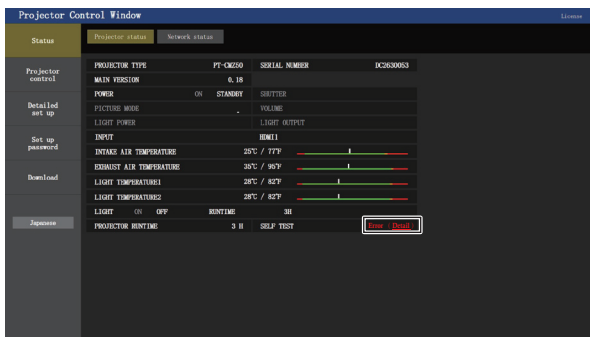 Projector Control Window
License
Status
Projector control
Detailed set up
Set up password
Download
Japanese
Projector status Network status
PROJECTOR TYPE PT-CMZ50 SERIAL NUMBER DC2630053
MAIN VERSION 0.18
POWER ON STANDBY SHUTTER
PICTURE MODE - VOLUME
LIGHT POWER LIGHT OUTPUT
INPUT HDMI1
INTAKE AIR TEMPERATURE 25℃ / 77℉
EXHAUST AIR TEMPERATURE 35℃ / 95℉
LIGHT TEMPERATURE1 28℃ / 82℉
LIGHT TEMPERATURE2 28℃ / 82℉
LIGHT ON OFF RUNTIME 3H
PROJECTOR RUNTIME 3 H SELF TEST Error (Detail)